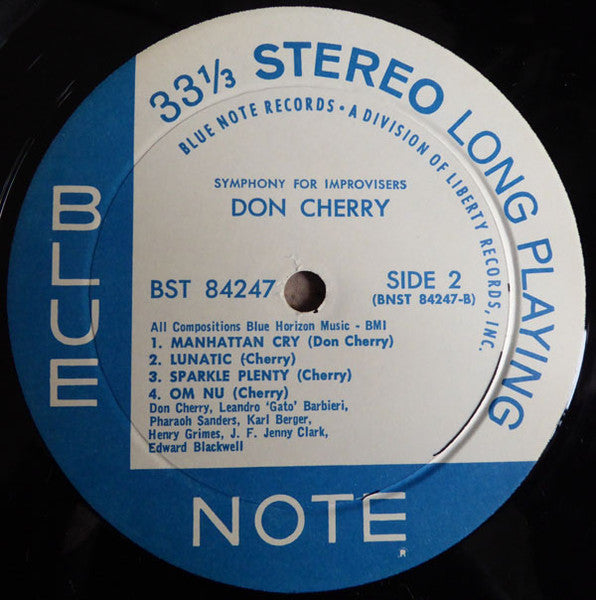 33 1/3 STEREO LONG PLAYING
BLUE NOTE RECORDS • A DIVISION OF LIBERTY RECORDS, INC.
SYMPHONY FOR IMPROVISERS
DON CHERRY
BST 84247
SIDE 2
(BNST 84247-B)
All Compositions Blue Horizon Music - BMI
1. MANHATTAN CRY (Don Cherry)
2. LUNATIC (Cherry)
3. SPARKLE PLENTY (Cherry)
4. OM NU (Cherry)
Don Cherry, Leandro 'Gato' Barbieri,
Pharaoh Sanders, Karl Berger,
Henry Grimes, J. F. Jenny Clark,
Edward Blackwell
BLUE
NOTE
R